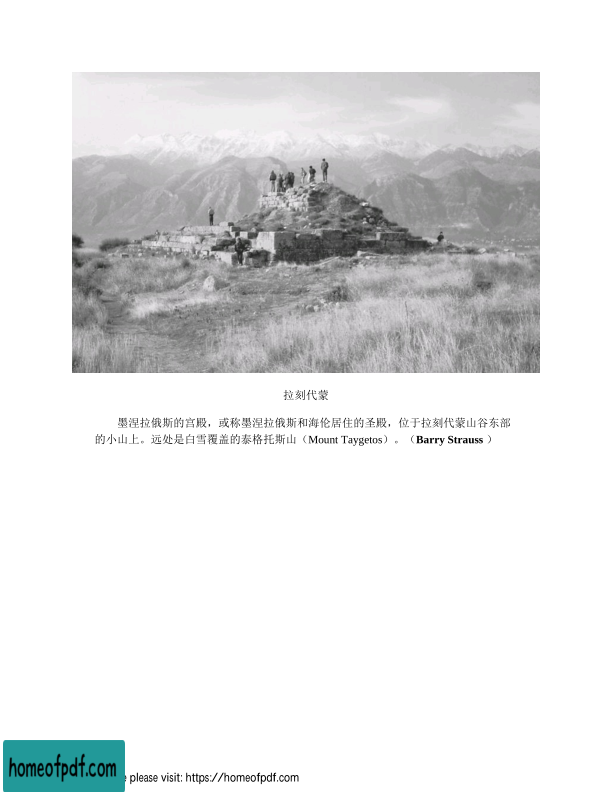 拉刻代蒙
墨涅拉俄斯的宫殿，或称墨涅拉俄斯和海伦居住的圣殿，位于拉刻代蒙山谷东部
的小山上。远处是白雪覆盖的泰格托斯山（Mount Taygetos）。（Barry Strauss ）
homeofpdf.com
please visit: https://homeofpdf.com